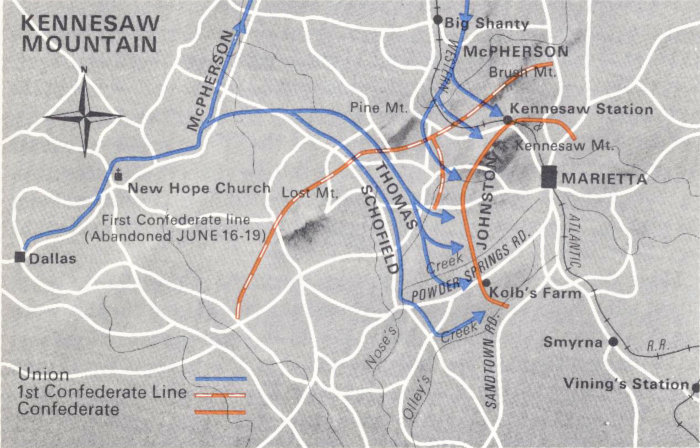 KENNESAW
MOUNTAIN
N
McPHERSON
WESTERN
Big Shanty
McPHERSON
Brush Mt.
Pine Mt.
Kennesaw Station
&
Kennesaw Mt.
MARIETTA
New Hope Church
Lost Mt.
THOMAS
SCHOFIELD
JOHNSTON
First Confederate line
(Abandoned JUNE 16-19)
Dallas
ATLANTIC
R.R.
Creek
POWDER SPRINGS RD.
Kolb's Farm
Nose's
Creek
Olley's
SANDTOWN RD.
Smyrna
Vining's Station
Union
1st Confederate Line
Confederate